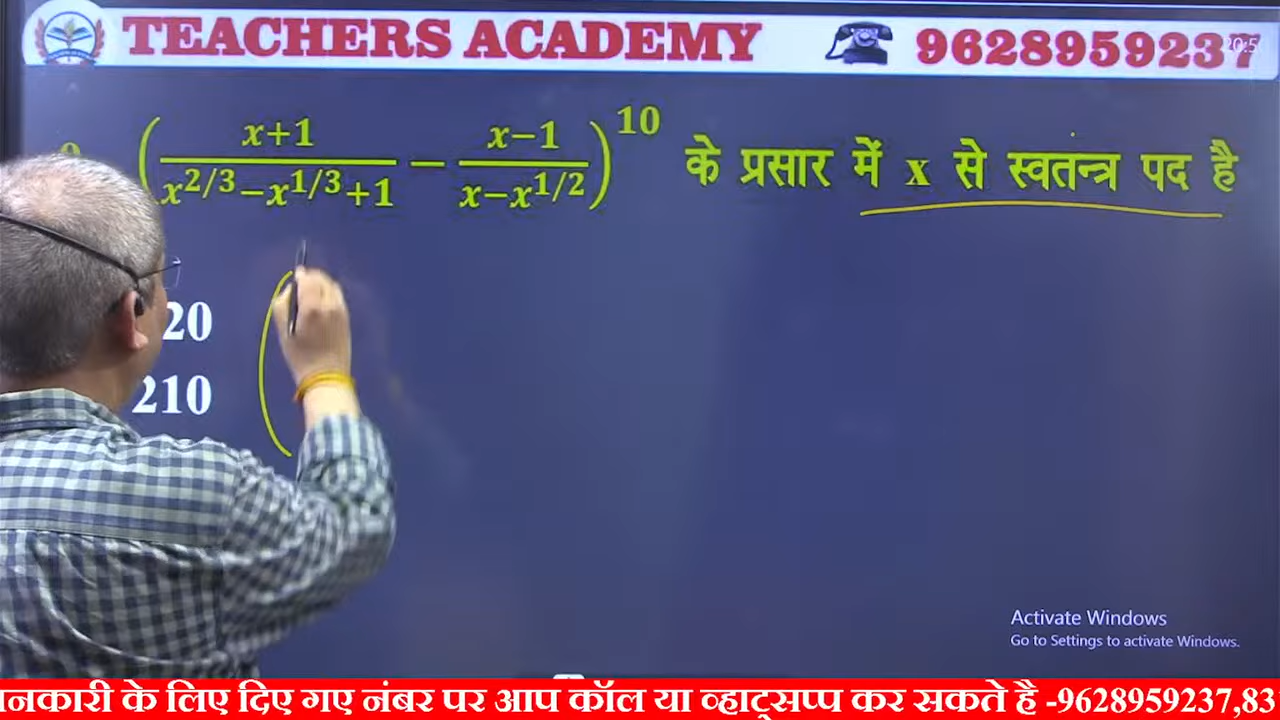 TEACHERS ACADEMY 9628959237
(x+1/x^2/3−x^1/3+1 − x−1/x−x^1/2)^10 के प्रसार में x से स्वतन्त्र पद है
20
210
Activate Windows
Go to Settings to activate Windows.
के लिए दिए गए नंबर पर आप कॉल या व्हाट्सप्प कर सकते है -9628959237,83